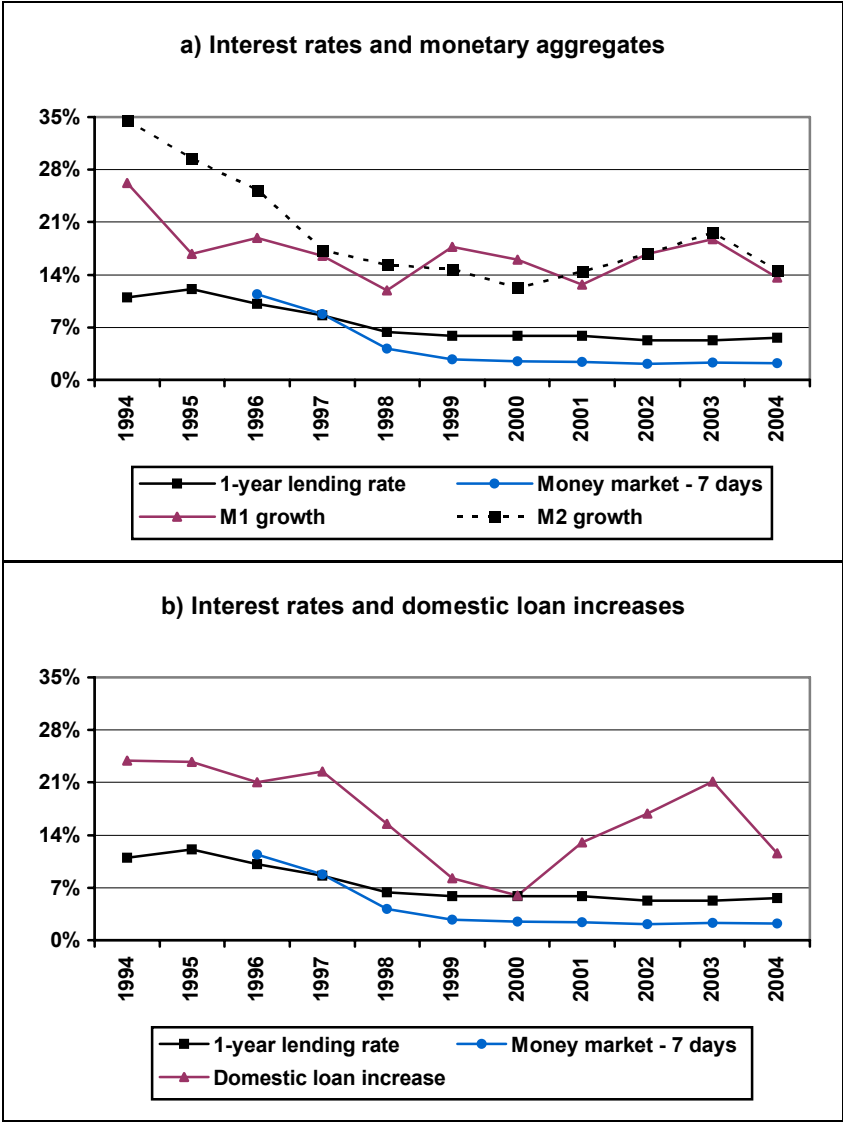 a) Interest rates and monetary aggregates
35%
28%
21%
14%
7%
0%
1994 1995 1996 1997 1998 1999 2000 2001 2002 2003 2004
1-year lending rate Money market - 7 days
M1 growth M2 growth
b) Interest rates and domestic loan increases
35%
28%
21%
14%
7%
0%
1994 1995 1996 1997 1998 1999 2000 2001 2002 2003 2004
1-year lending rate Money market - 7 days
Domestic loan increase